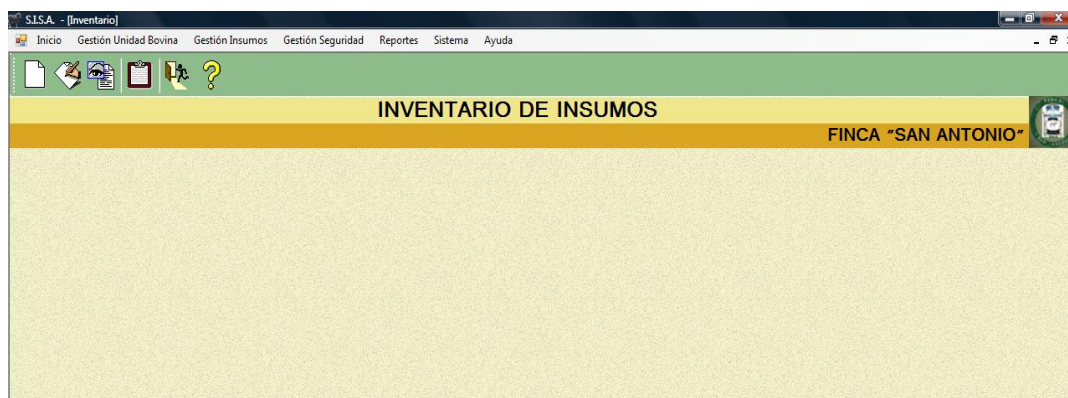 S.I.S.A. - [Inventario]
Inicio Gestión Unidad Bovina Gestión Insumos Gestión Seguridad Reportes Sistema Ayuda
INVENTARIO DE INSUMOS
FINCA "SAN ANTONIO"